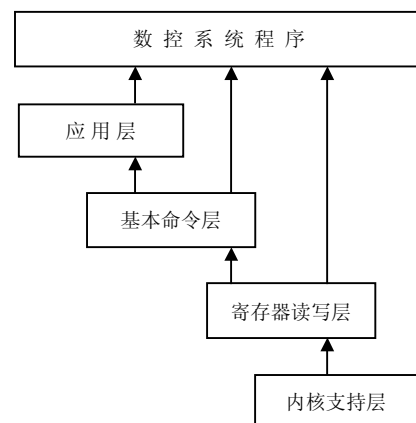 数 控 系 统 程 序
应 用 层
基本命令层
寄存器读写层
内核支持层